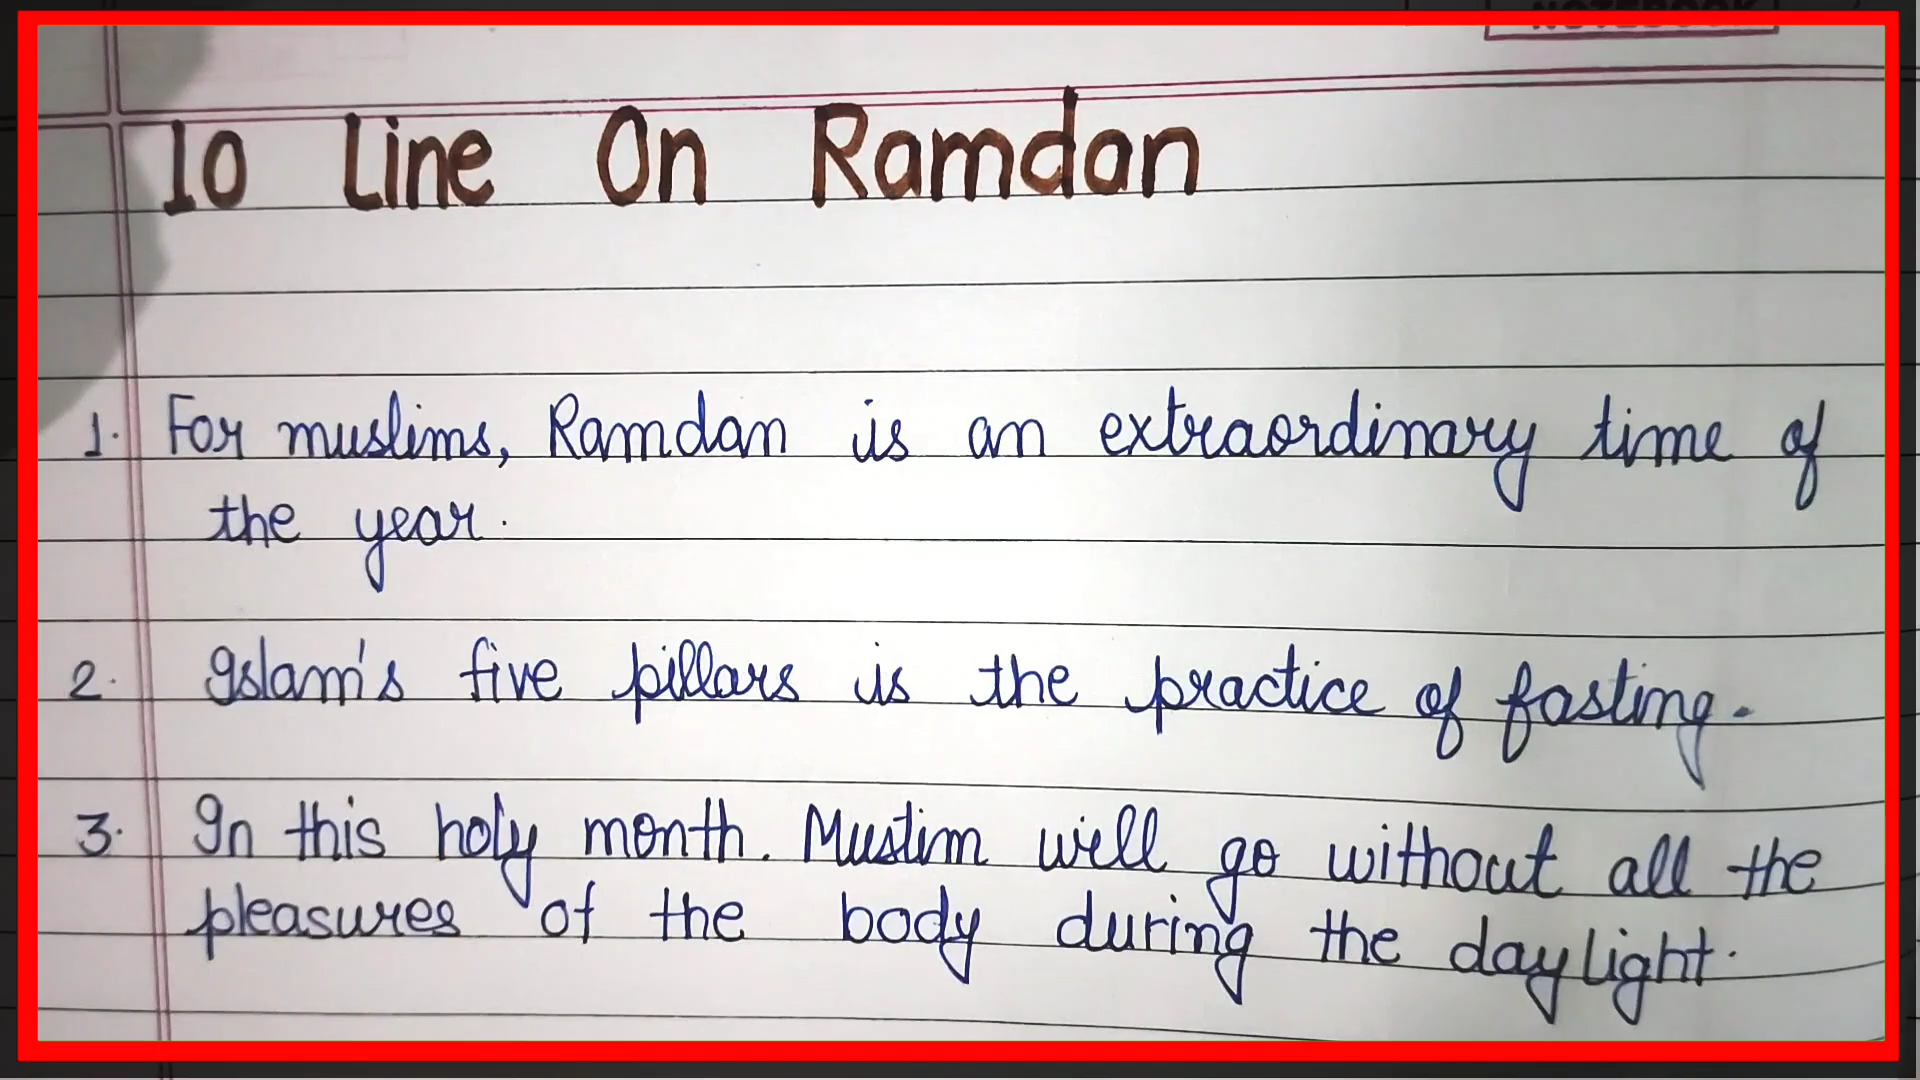 NOTEBOOK
10 Line On Ramdan
1. For muslims, Ramdan is an extraordinary time of
the year.
2. Islam's five pillars is the practice of fasting.
3. In this holy month. Muslim will go without all the
pleasures of the body during the daylight.